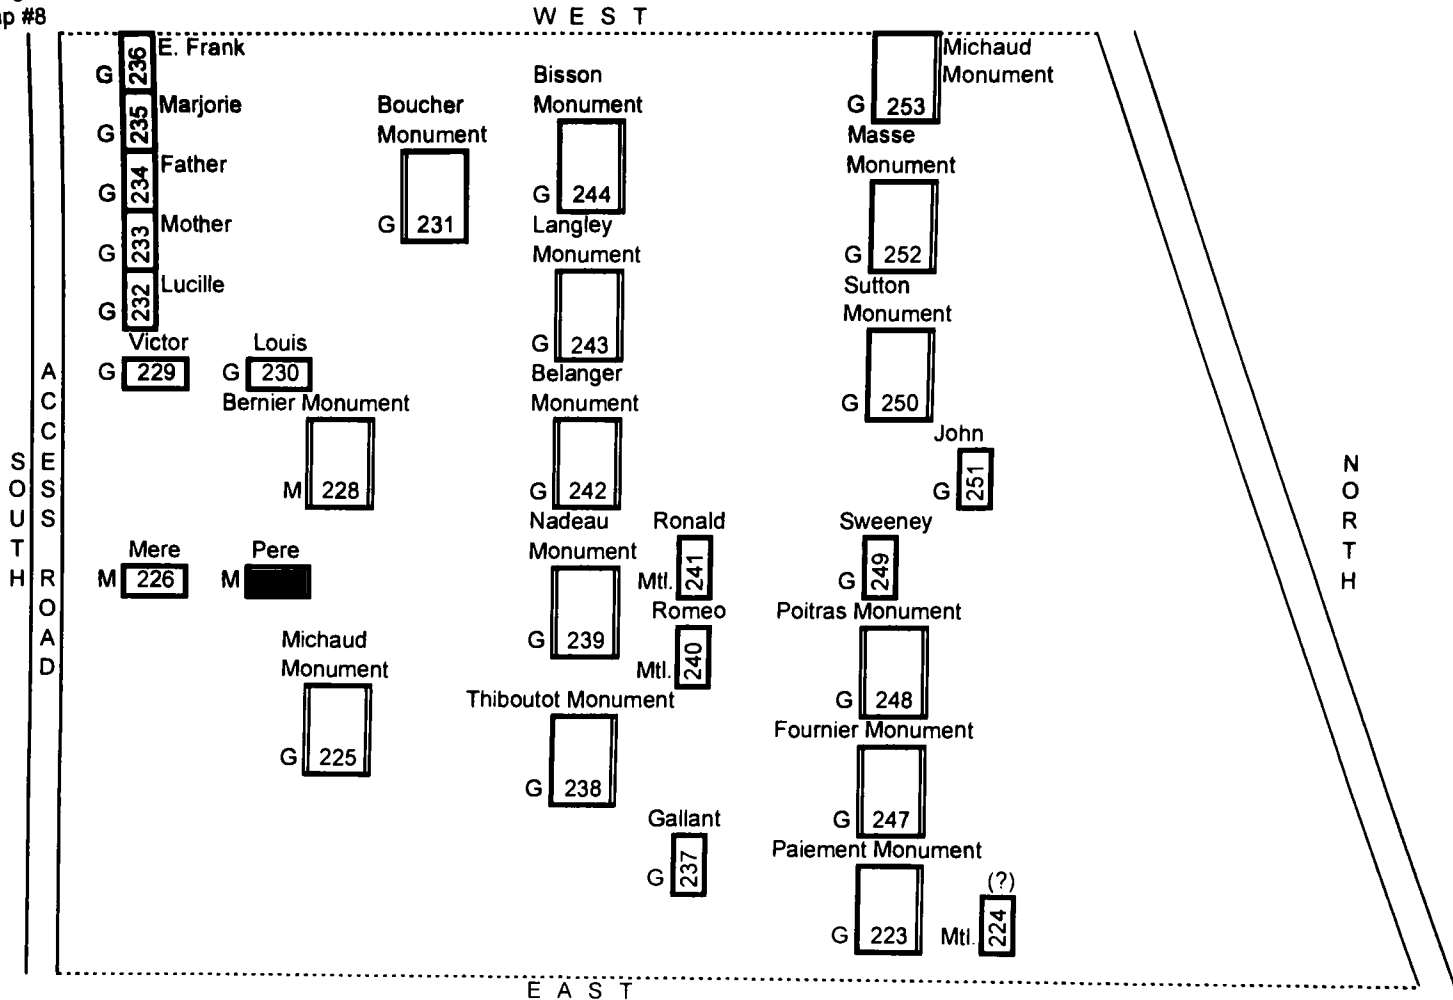 p #8
W E S T
G 236 E. Frank
G 235 Marjorie
G 234 Father
G 233 Mother
G 232 Lucille
Victor
G 229
Louis
G 230
Boucher
Monument
G 231
Bernier Monument
M 228
Mere
M 226
Pere
M
Michaud
Monument
G 225
Bisson
Monument
G 244
Langley
Monument
G 243
Belanger
Monument
G 242
Nadeau
Monument
G 239
Ronald
Mtl. 241
Romeo
Mtl. 240
Thiboutot Monument
G 238
Gallant
G 237
Michaud
Monument
G 253
Masse
Monument
G 252
Sutton
Monument
G 250
John
G 251
Sweeney
G 249
Poitras Monument
G 248
Fournier Monument
G 247
Paiement Monument
G 223
(?)
Mtl. 224
SOUTH
ACCESS ROAD
NORTH
E A S T